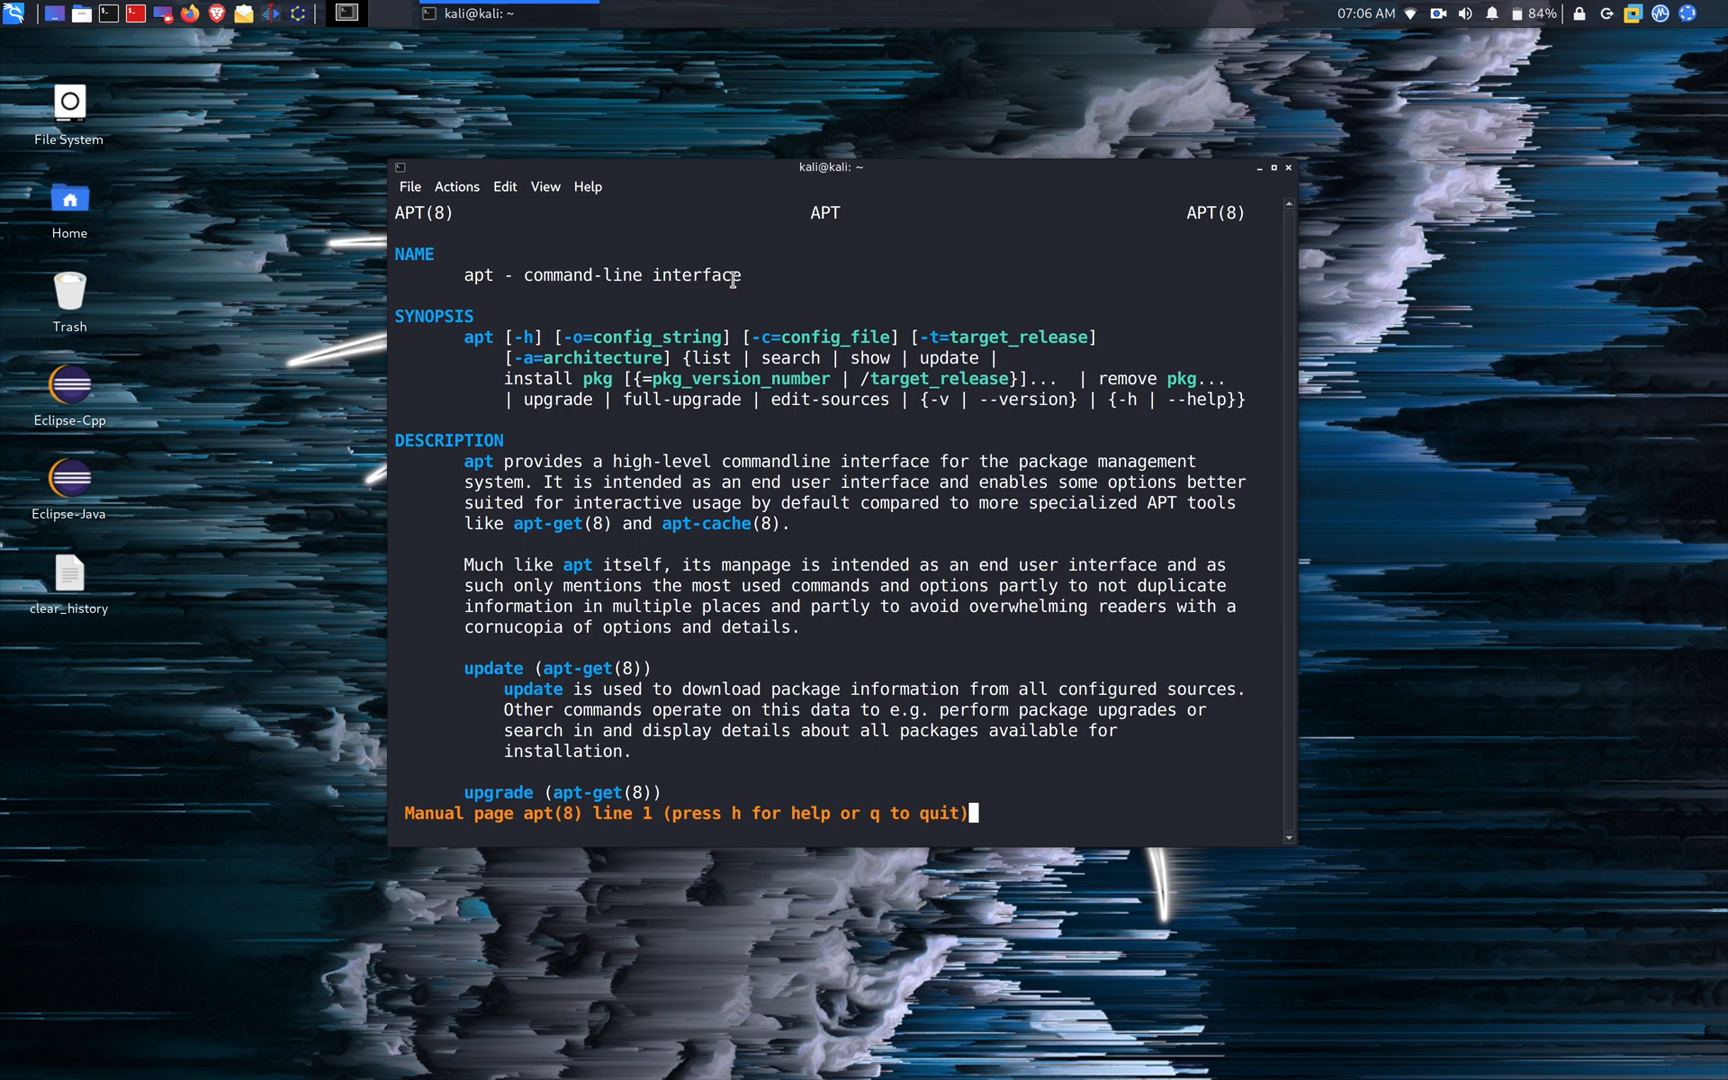 kali@kali: ~
07:06 AM
84%
File System
Home
Trash
Eclipse-Cpp
Eclipse-Java
clear_history
kali@kali: ~
File Actions Edit View Help
APT(8) APT APT(8)
NAME
apt - command-line interface
SYNOPSIS
apt [-h] [-o=config_string] [-c=config_file] [-t=target_release]
[-a=architecture] {list | search | show | update |
install pkg [{=pkg_version_number | /target_release}]... | remove pkg...
| upgrade | full-upgrade | edit-sources | {-v | --version} | {-h | --help}}
DESCRIPTION
apt provides a high-level commandline interface for the package management
system. It is intended as an end user interface and enables some options better
suited for interactive usage by default compared to more specialized APT tools
like apt-get(8) and apt-cache(8).
Much like apt itself, its manpage is intended as an end user interface and as
such only mentions the most used commands and options partly to not duplicate
information in multiple places and partly to avoid overwhelming readers with a
cornucopia of options and details.
update (apt-get(8))
update is used to download package information from all configured sources.
Other commands operate on this data to e.g. perform package upgrades or
search in and display details about all packages available for
installation.
upgrade (apt-get(8))
Manual page apt(8) line 1 (press h for help or q to quit)